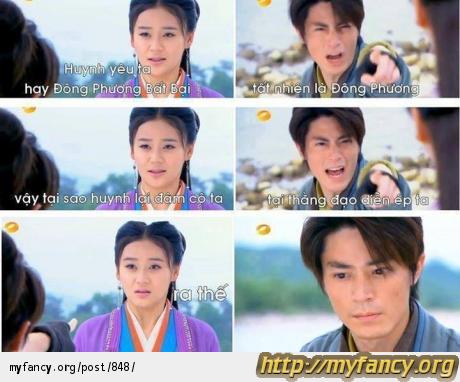 Huynh yêu ta
hay Đông Phương Bất Bại
tất nhiên là Đông Phương
vậy tại sao huynh lại đâm cô ta
tại thằng đạo diễn ép ta
ra thế
myfancy.org/post/848/
http://myfancy.org